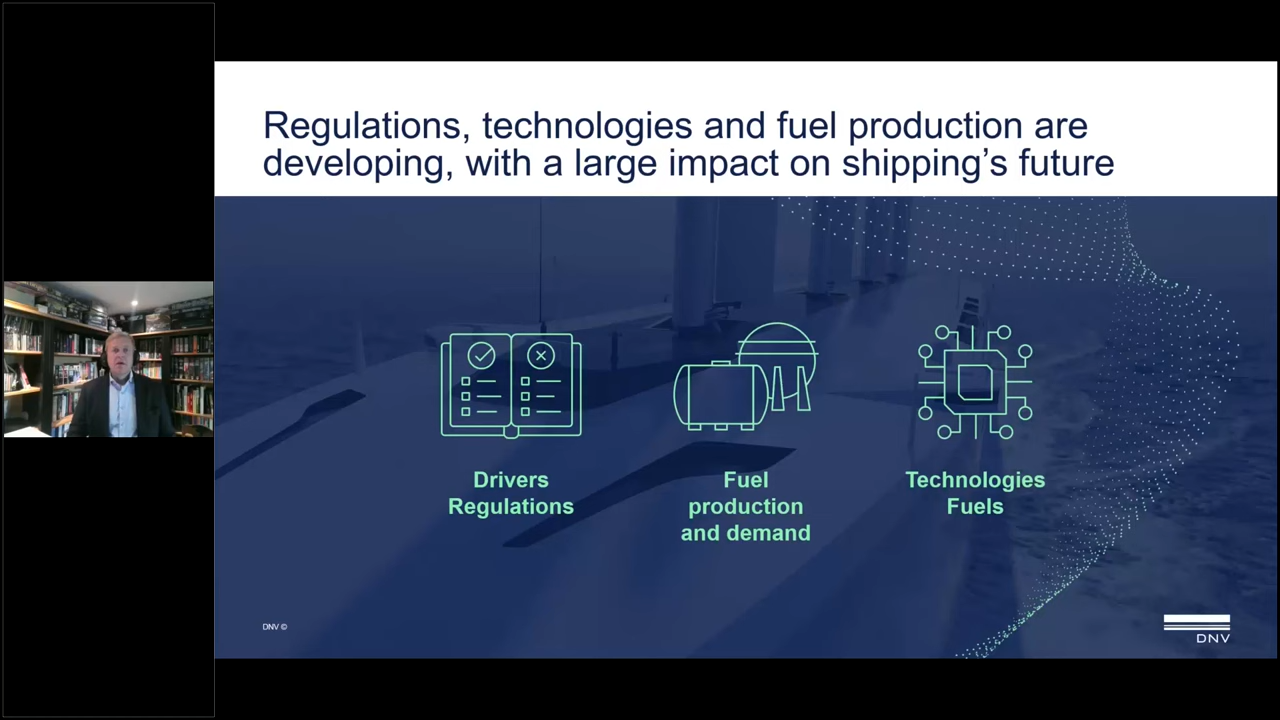 Regulations, technologies and fuel production are
developing, with a large impact on shipping’s future
Drivers
Regulations
Fuel
production
and demand
Technologies
Fuels
DNV ©
DNV